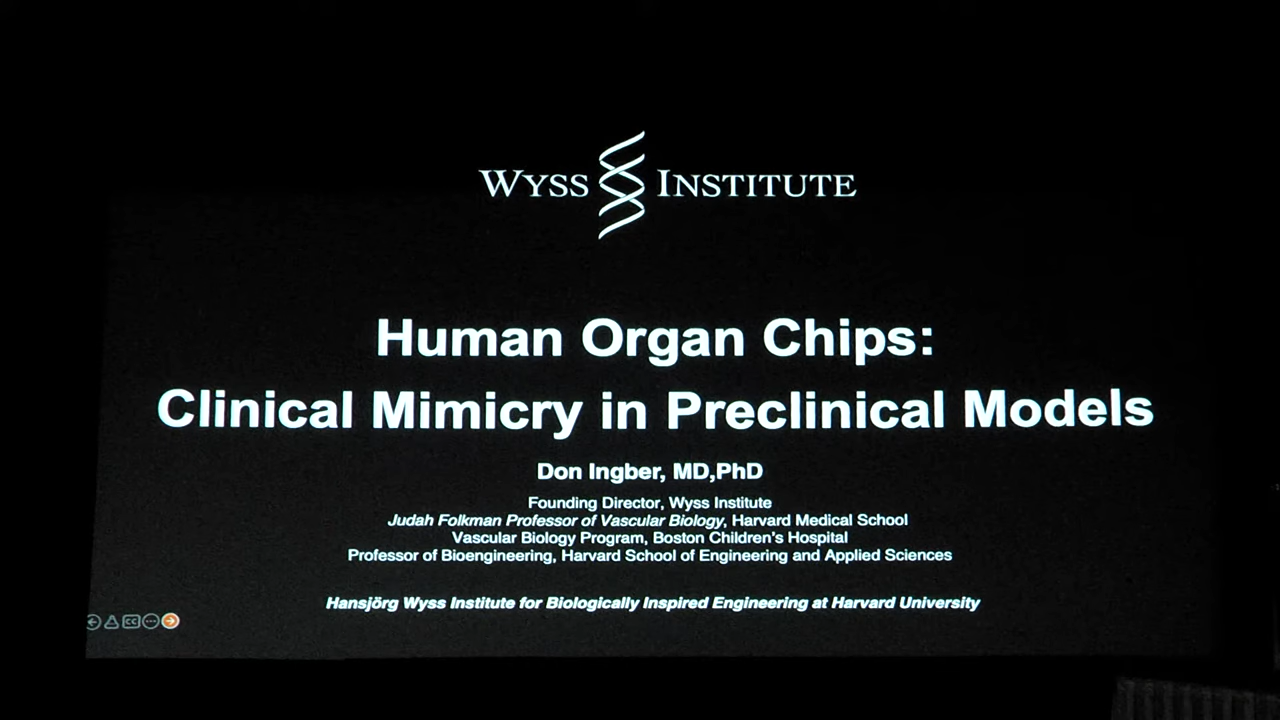 WYSS INSTITUTE
Human Organ Chips:
Clinical Mimicry in Preclinical Models
Don Ingber, MD,PhD
Founding Director, Wyss Institute
Judah Folkman Professor of Vascular Biology, Harvard Medical School
Vascular Biology Program, Boston Children's Hospital
Professor of Bioengineering, Harvard School of Engineering and Applied Sciences
Hansjörg Wyss Institute for Biologically Inspired Engineering at Harvard University
CC